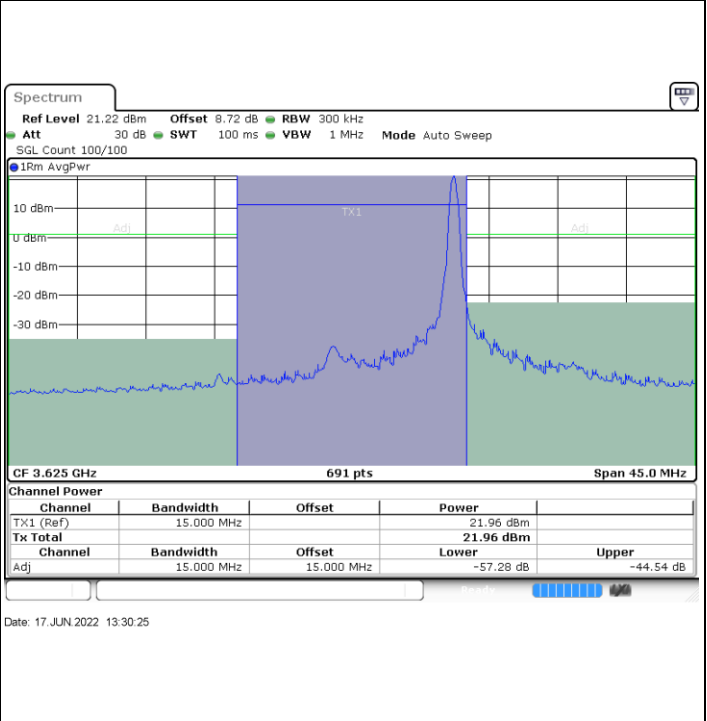 Spectrum
Ref Level 21.22 dBm Offset 8.72 dB RBW 300 kHz
Att 30 dB SWT 100 ms VBW 1 MHz Mode Auto Sweep
SGL Count 100/100
1Rm AvgPwr
10 dBm
TX1
Adj Adj
0 dBm
-10 dBm
-20 dBm
-30 dBm
CF 3.625 GHz 691 pts Span 45.0 MHz
Channel Power
Channel Bandwidth Offset Power
TX1 (Ref) 15.000 MHz 21.96 dBm
Tx Total 21.96 dBm
Channel Bandwidth Offset Lower Upper
Adj 15.000 MHz 15.000 MHz -57.28 dB -44.54 dB
Ready
Date: 17.JUN.2022 13:30:25